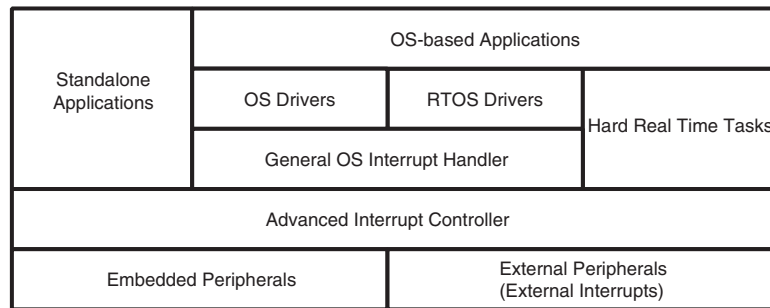 OS-based Applications
Standalone
Applications
OS Drivers
RTOS Drivers
Hard Real Time Tasks
General OS Interrupt Handler
Advanced Interrupt Controller
Embedded Peripherals
External Peripherals
(External Interrupts)